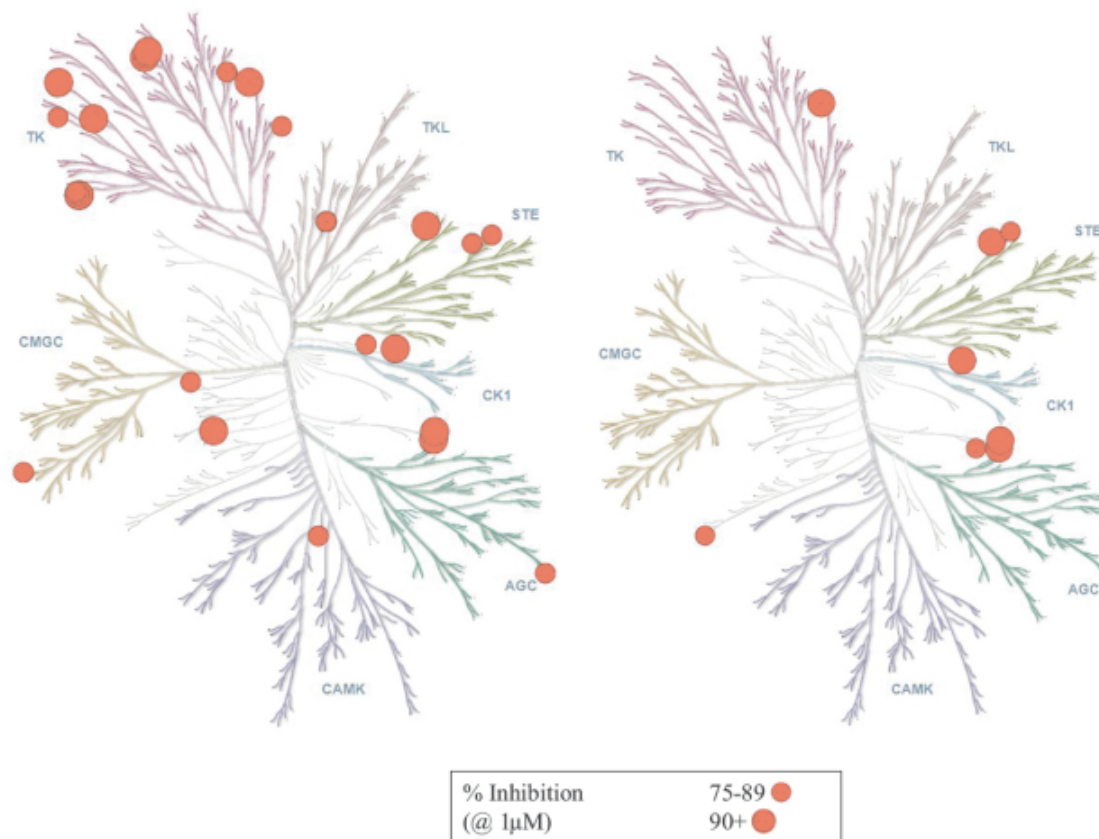 TK
TKL
STE
CMGC
CK1
AGC
CAMK
TK
TKL
STE
CMGC
CK1
AGC
CAMK
% Inhibition 75-89
(@ 1μM) 90+